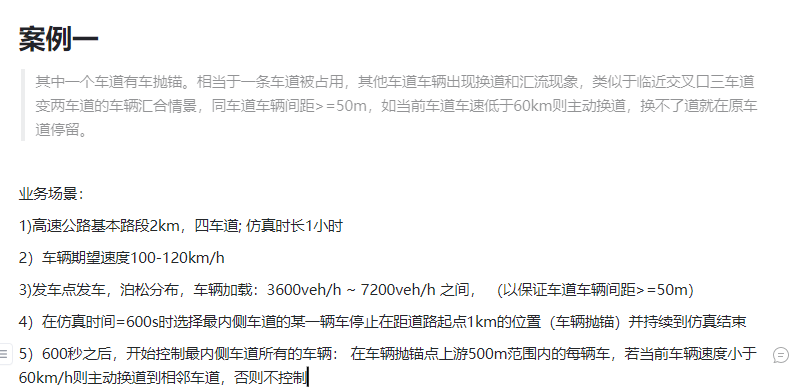 案例一
其中一个车道有车抛锚。相当于一条车道被占用，其他车道车辆出现换道和汇流现象，类似于临近交叉口三车道
变两车道的车辆汇合情景，同车道车辆间距>=50m，如当前车道车速低于60km则主动换道，换不了道就在原车
道停留。
业务场景：
1)高速公路基本路段2km，四车道; 仿真时长1小时
2）车辆期望速度100-120km/h
3)发车点发车，泊松分布，车辆加载：3600veh/h ~ 7200veh/h 之间， （以保证车道车辆间距>=50m）
4）在仿真时间=600s时选择最内侧车道的某一辆车停止在距道路起点1km的位置（车辆抛锚）并持续到仿真结束
5）600秒之后，开始控制最内侧车道所有的车辆： 在车辆抛锚点上游500m范围内的每辆车，若当前车辆速度小于
60km/h则主动换道到相邻车道，否则不控制